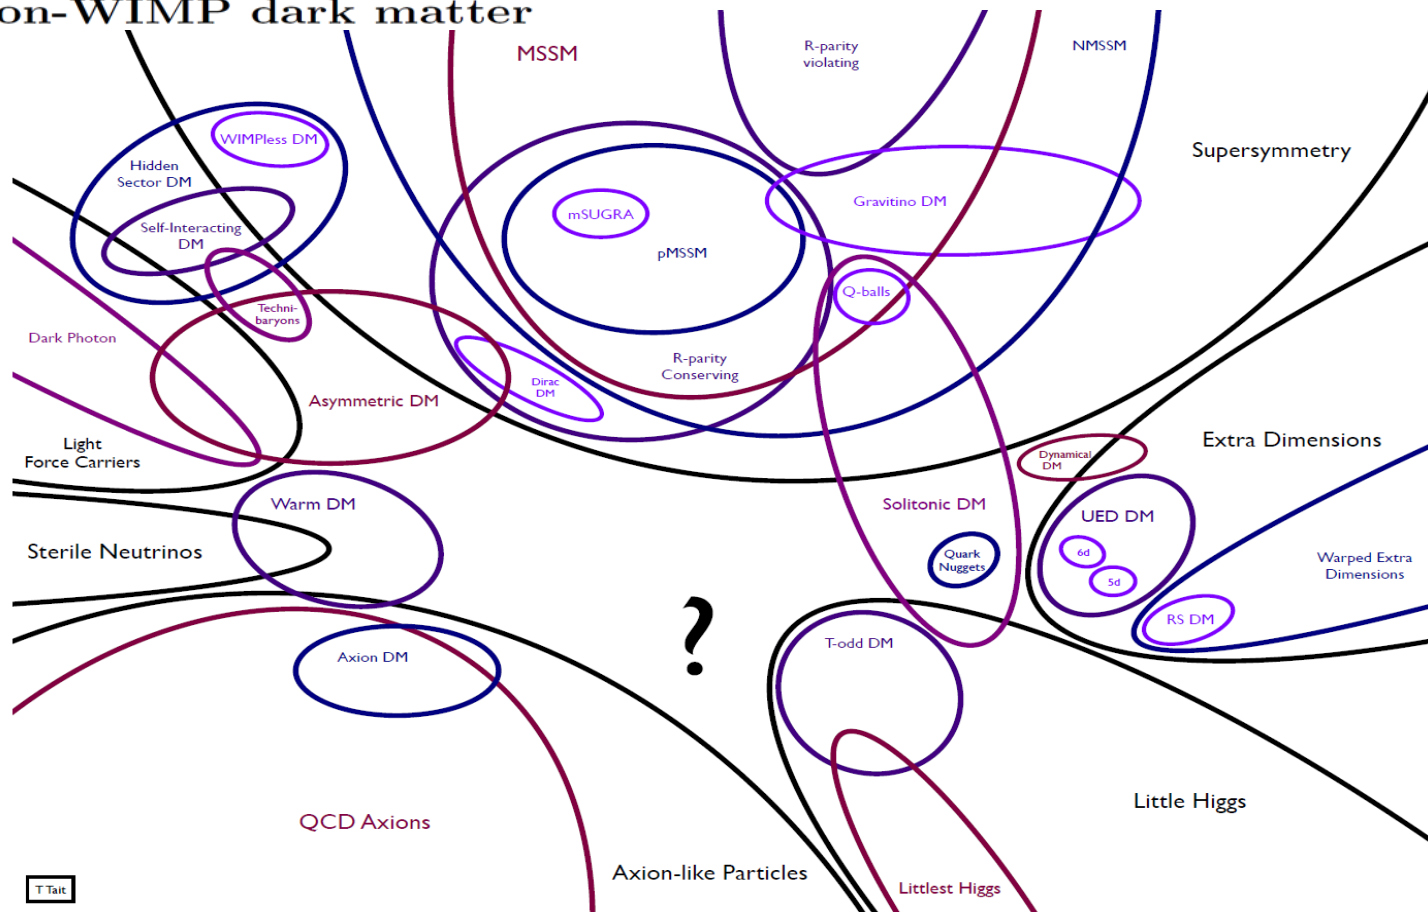 on-WIMP dark matter
MSSM
R-parity
violating
NMSSM
WIMPless DM
Hidden
Sector DM
Supersymmetry
Self-Interacting
DM
mSUGRA
Gravitino DM
pMSSM
Q-balls
Techni-
baryons
Dark Photon
R-parity
Conserving
Dirac
DM
Asymmetric DM
Light
Force Carriers
Extra Dimensions
Dynamical
DM
Warm DM
Solitonic DM
UED DM
Sterile Neutrinos
Quark
Nuggets
6d
5d
Warped Extra
Dimensions
RS DM
?
T-odd DM
Axion DM
Little Higgs
QCD Axions
Axion-like Particles
Littlest Higgs
T Tait